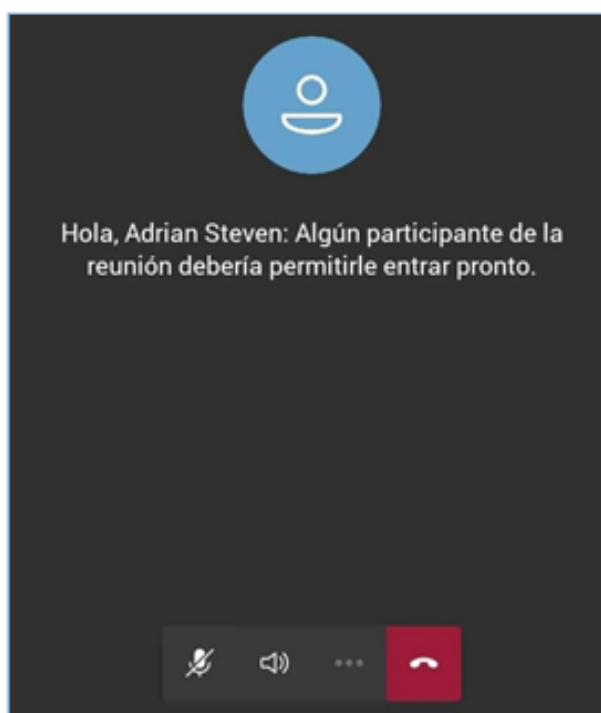 Hola, Adrian Steven: Algún participante de la
reunión debería permitirle entrar pronto.